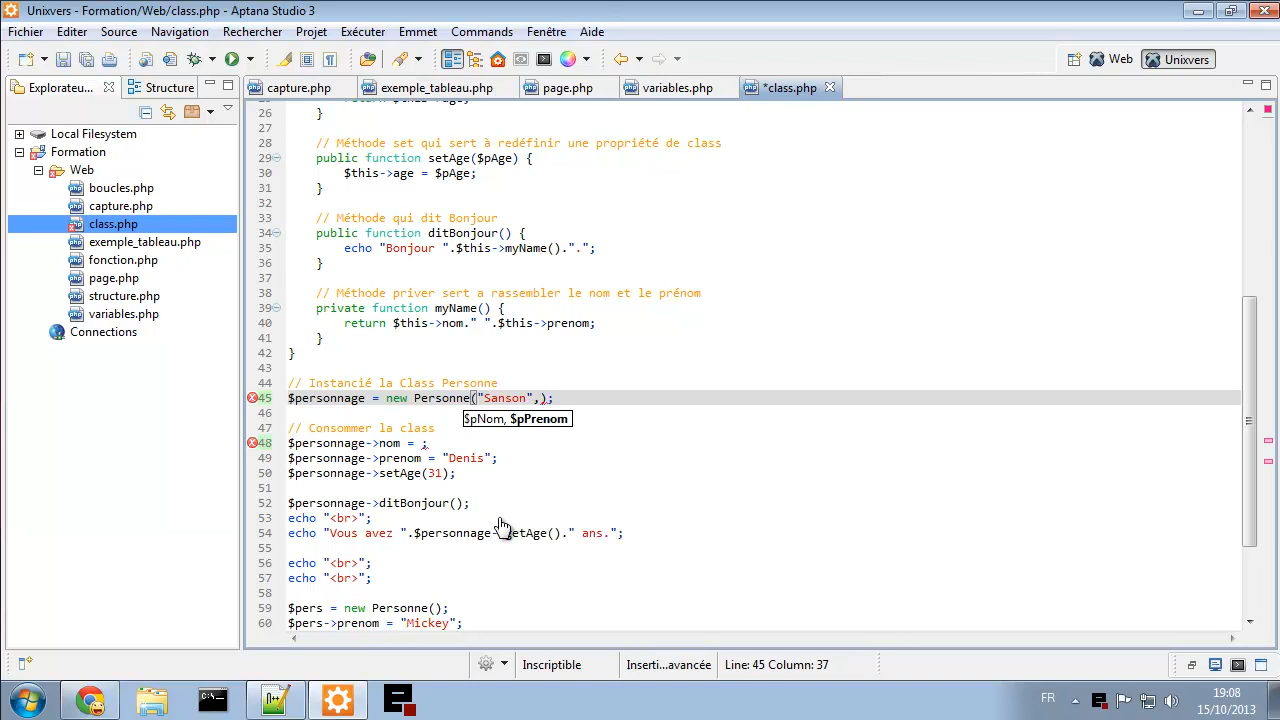 Unixvers - Formation/Web/class.php - Aptana Studio 3
Fichier Editer Source Navigation Rechercher Projet Exécuter Emmet Commands Fenêtre Aide
Web Unixvers
Explorateu... Structure capture.php exemple_tableau.php page.php variables.php *class.php
Local Filesystem
Formation
Web
boucles.php
capture.php
class.php
exemple_tableau.php
fonction.php
page.php
structure.php
variables.php
Connections
26 }
27
28 // Méthode set qui sert à redéfinir une propriété de class
29 public function setAge($pAge) {
30 $this->age = $pAge;
31 }
32
33 // Méthode qui dit Bonjour
34 public function ditBonjour() {
35 echo "Bonjour ".$this->myName().".";
36 }
37
38 // Méthode priver sert a rassembler le nom et le prénom
39 private function myName() {
40 return $this->nom." ".$this->prenom;
41 }
42 }
43
44 // Instancié la Class Personne
45 $personnage = new Personne("Sanson",);
46
$pNom, $pPrenom
47 // Consommer la class
48 $personnage->nom = ;
49 $personnage->prenom = "Denis";
50 $personnage->setAge(31);
51
52 $personnage->ditBonjour();
53 echo "<br>";
54 echo "Vous avez ".$personnage-etAge()." ans.";
55
56 echo "<br>";
57 echo "<br>";
58
59 $pers = new Personne();
60 $pers->prenom = "Mickey";
Inscriptible Inserti...avancée Line: 45 Column: 37
FR 19:08
15/10/2013